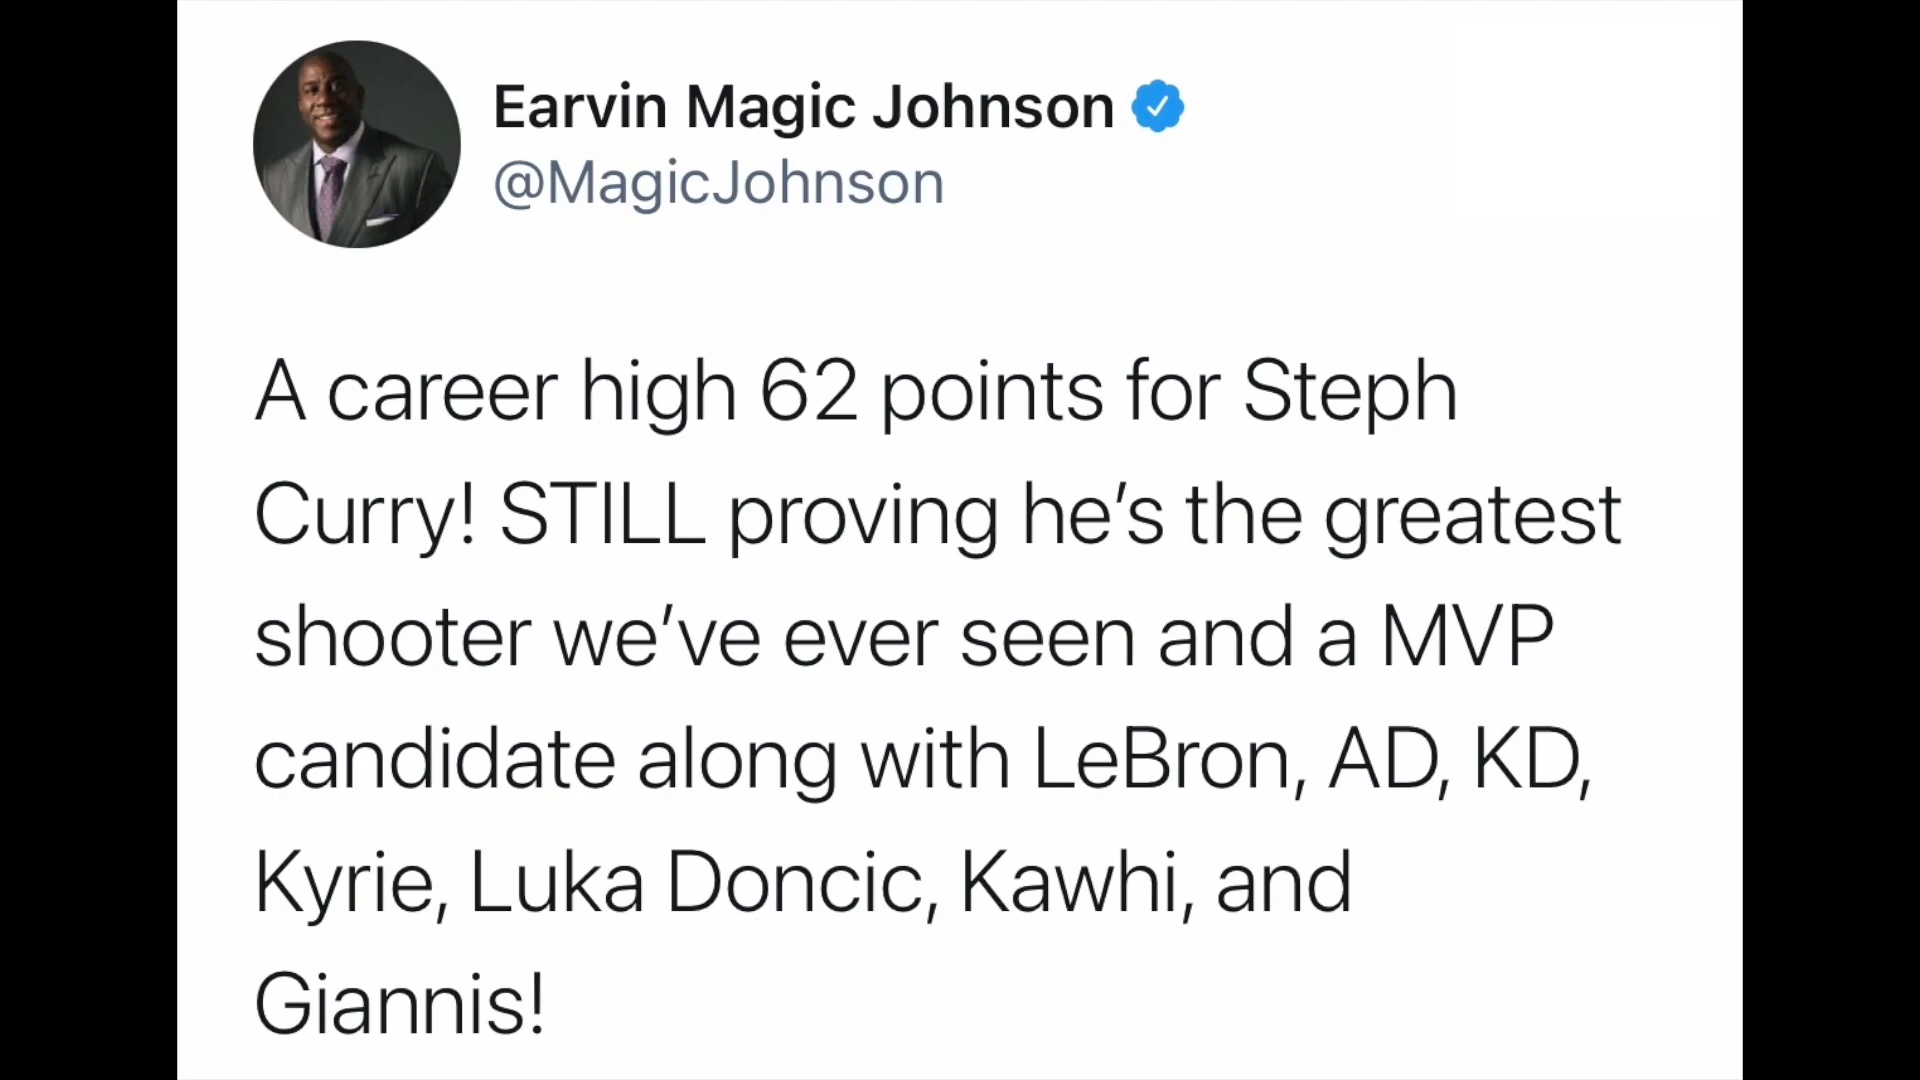 Earvin Magic Johnson
@MagicJohnson
A career high 62 points for Steph
Curry! STILL proving he’s the greatest
shooter we’ve ever seen and a MVP
candidate along with LeBron, AD, KD,
Kyrie, Luka Doncic, Kawhi, and
Giannis!